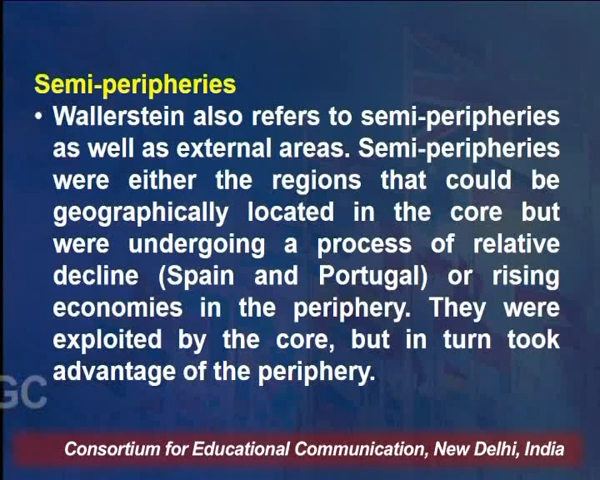 Semi-peripheries
• Wallerstein also refers to semi-peripheries
as well as external areas. Semi-peripheries
were either the regions that could be
geographically located in the core but
were undergoing a process of relative
decline (Spain and Portugal) or rising
economies in the periphery. They were
exploited by the core, but in turn took
advantage of the periphery.
GC
Consortium for Educational Communication, New Delhi, India